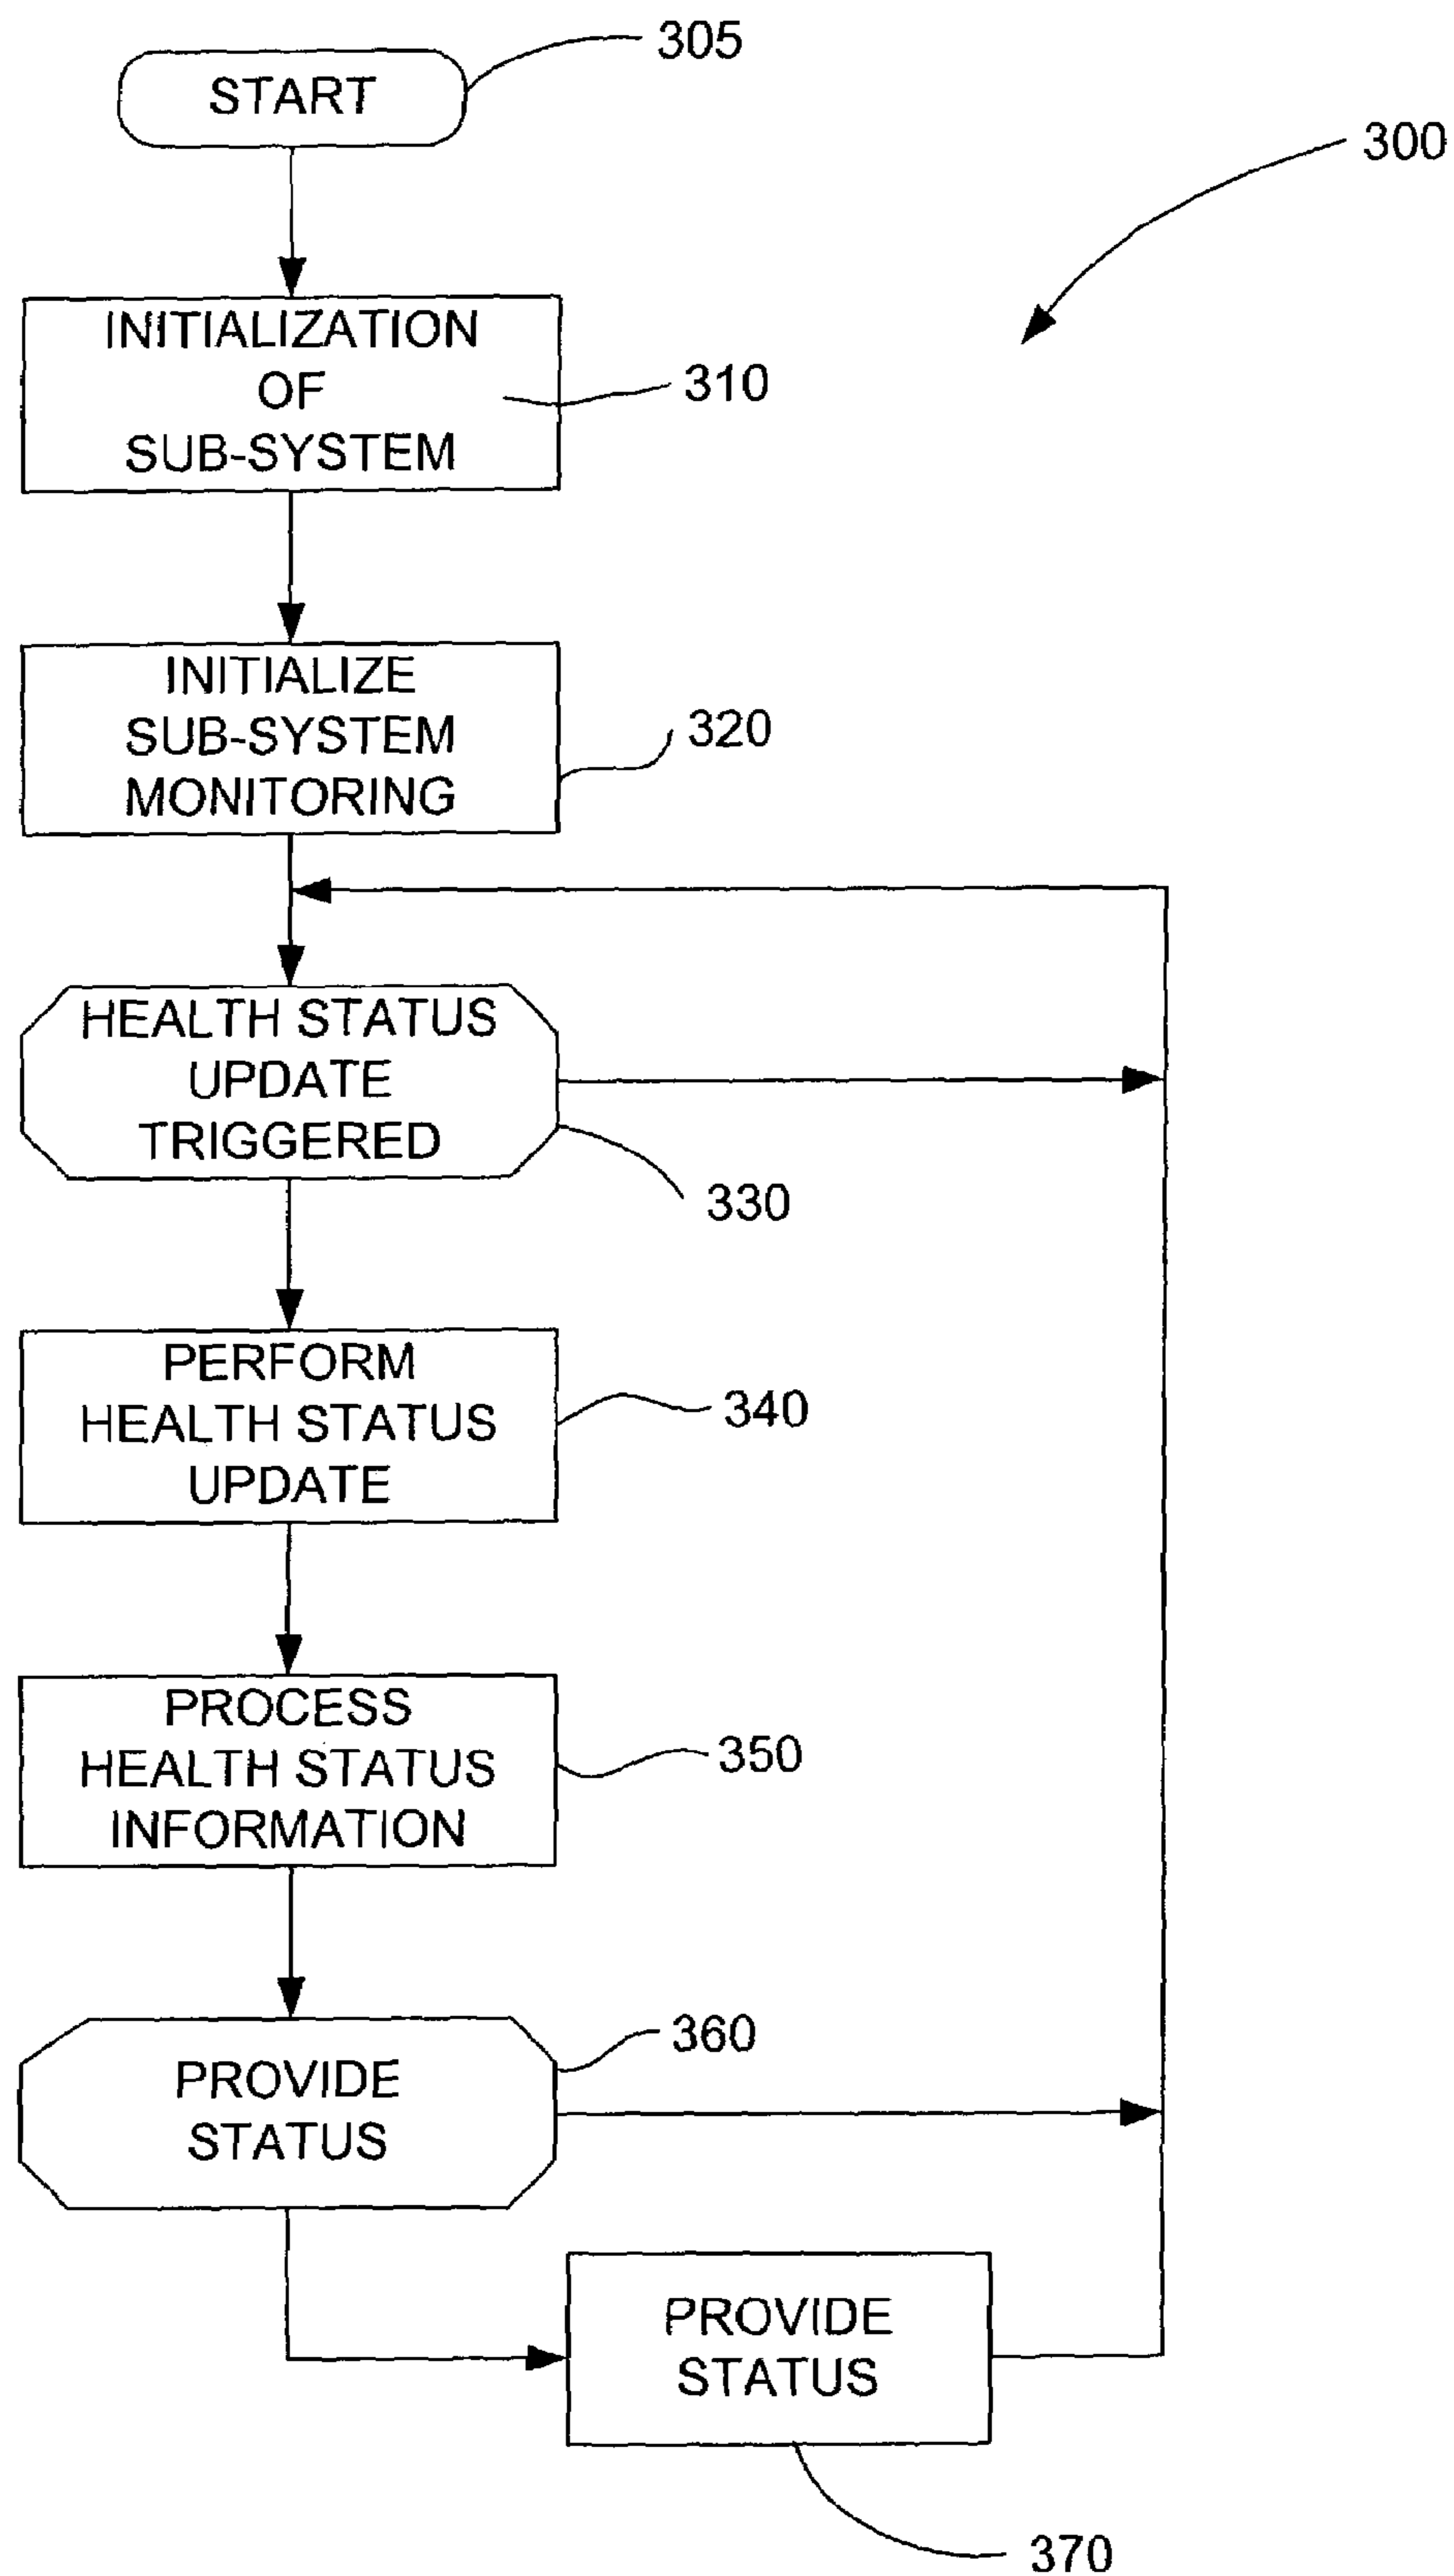 305
START
300
INITIALIZATION
OF
SUB-SYSTEM
310
INITIALIZE
SUB-SYSTEM
MONITORING
320
HEALTH STATUS
UPDATE
TRIGGERED
330
PERFORM
HEALTH STATUS
UPDATE
340
PROCESS
HEALTH STATUS
INFORMATION
350
PROVIDE
STATUS
360
PROVIDE
STATUS
370